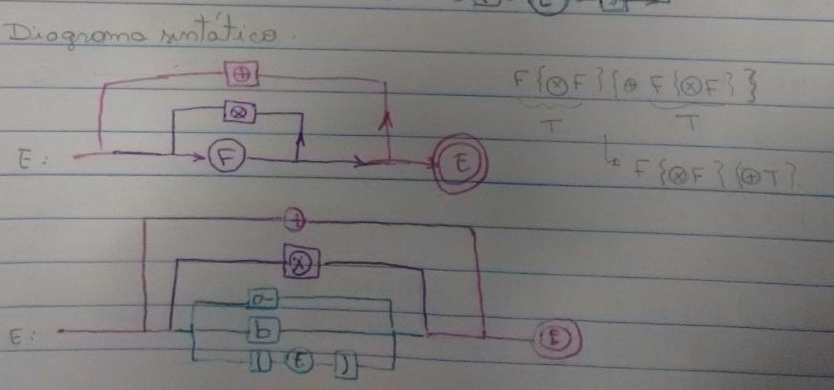 Diagrama sintático.
⊕
F{⊗F}{⊕F{⊗F}}
⊗
T T
E: F E
F{⊗F}{⊕T}
+
⊗
a
E: b E
( E )